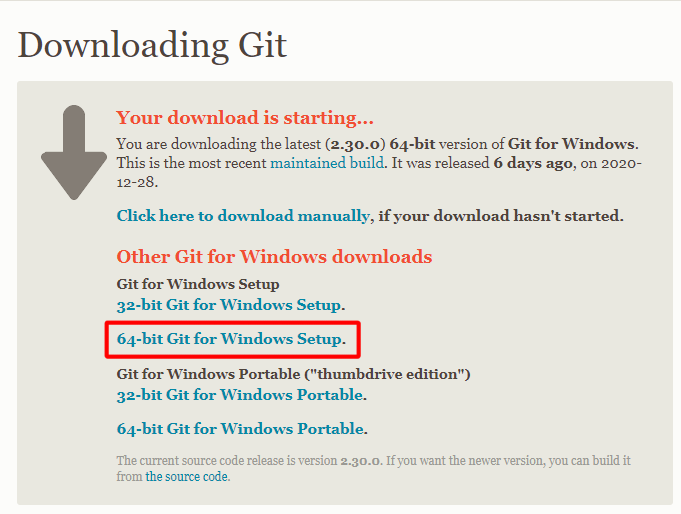 Downloading Git
Your download is starting...
You are downloading the latest (2.30.0) 64-bit version of Git for Windows.
This is the most recent maintained build. It was released 6 days ago, on 2020-
12-28.
Click here to download manually, if your download hasn't started.
Other Git for Windows downloads
Git for Windows Setup
32-bit Git for Windows Setup.
64-bit Git for Windows Setup.
Git for Windows Portable ("thumbdrive edition")
32-bit Git for Windows Portable.
64-bit Git for Windows Portable.
The current source code release is version 2.30.0. If you want the newer version, you can build it
from the source code.